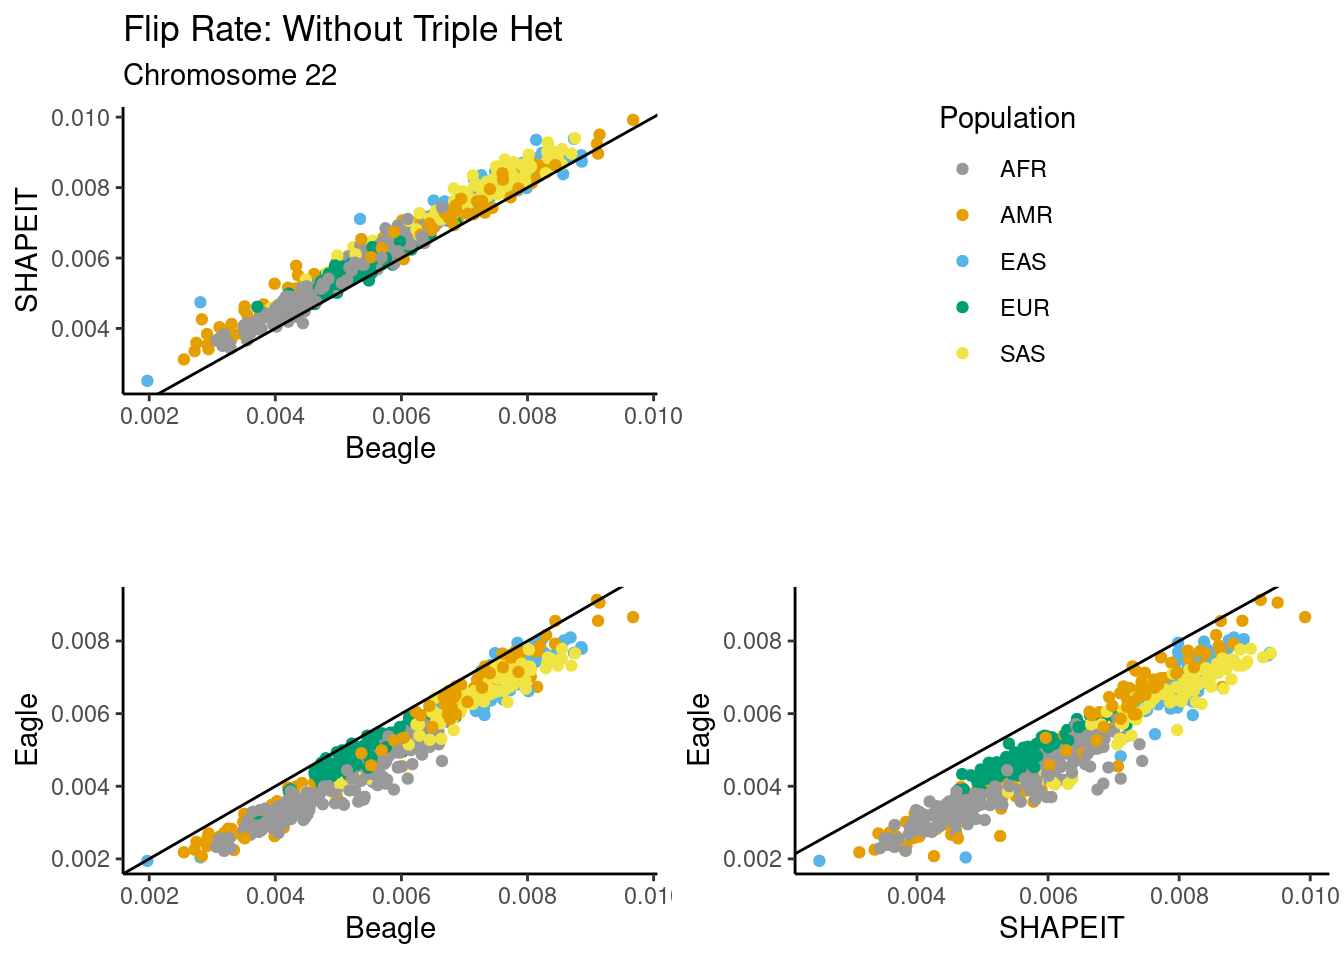 Flip Rate: Without Triple Het
Chromosome 22
0.010
0.008
0.006
0.004
SHAPEIT
0.002 0.004 0.006 0.008 0.010
Beagle
Population
AFR
AMR
EAS
EUR
SAS
0.008
0.006
0.004
0.002
Eagle
0.002 0.004 0.006 0.008 0.01
Beagle
0.008
0.006
0.004
0.002
Eagle
0.004 0.006 0.008 0.010
SHAPEIT